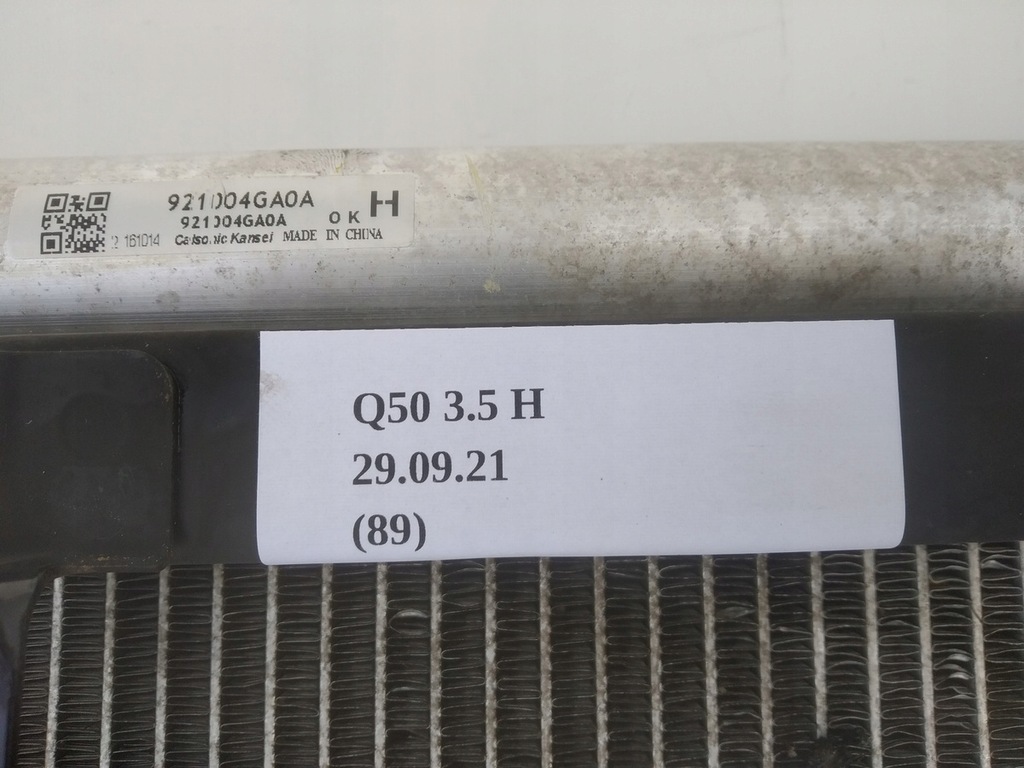 921004GA0A
921004GA0A OK H
161014 Calsonic Kansei MADE IN CHINA
Q50 3.5 H
29.09.21
(89)